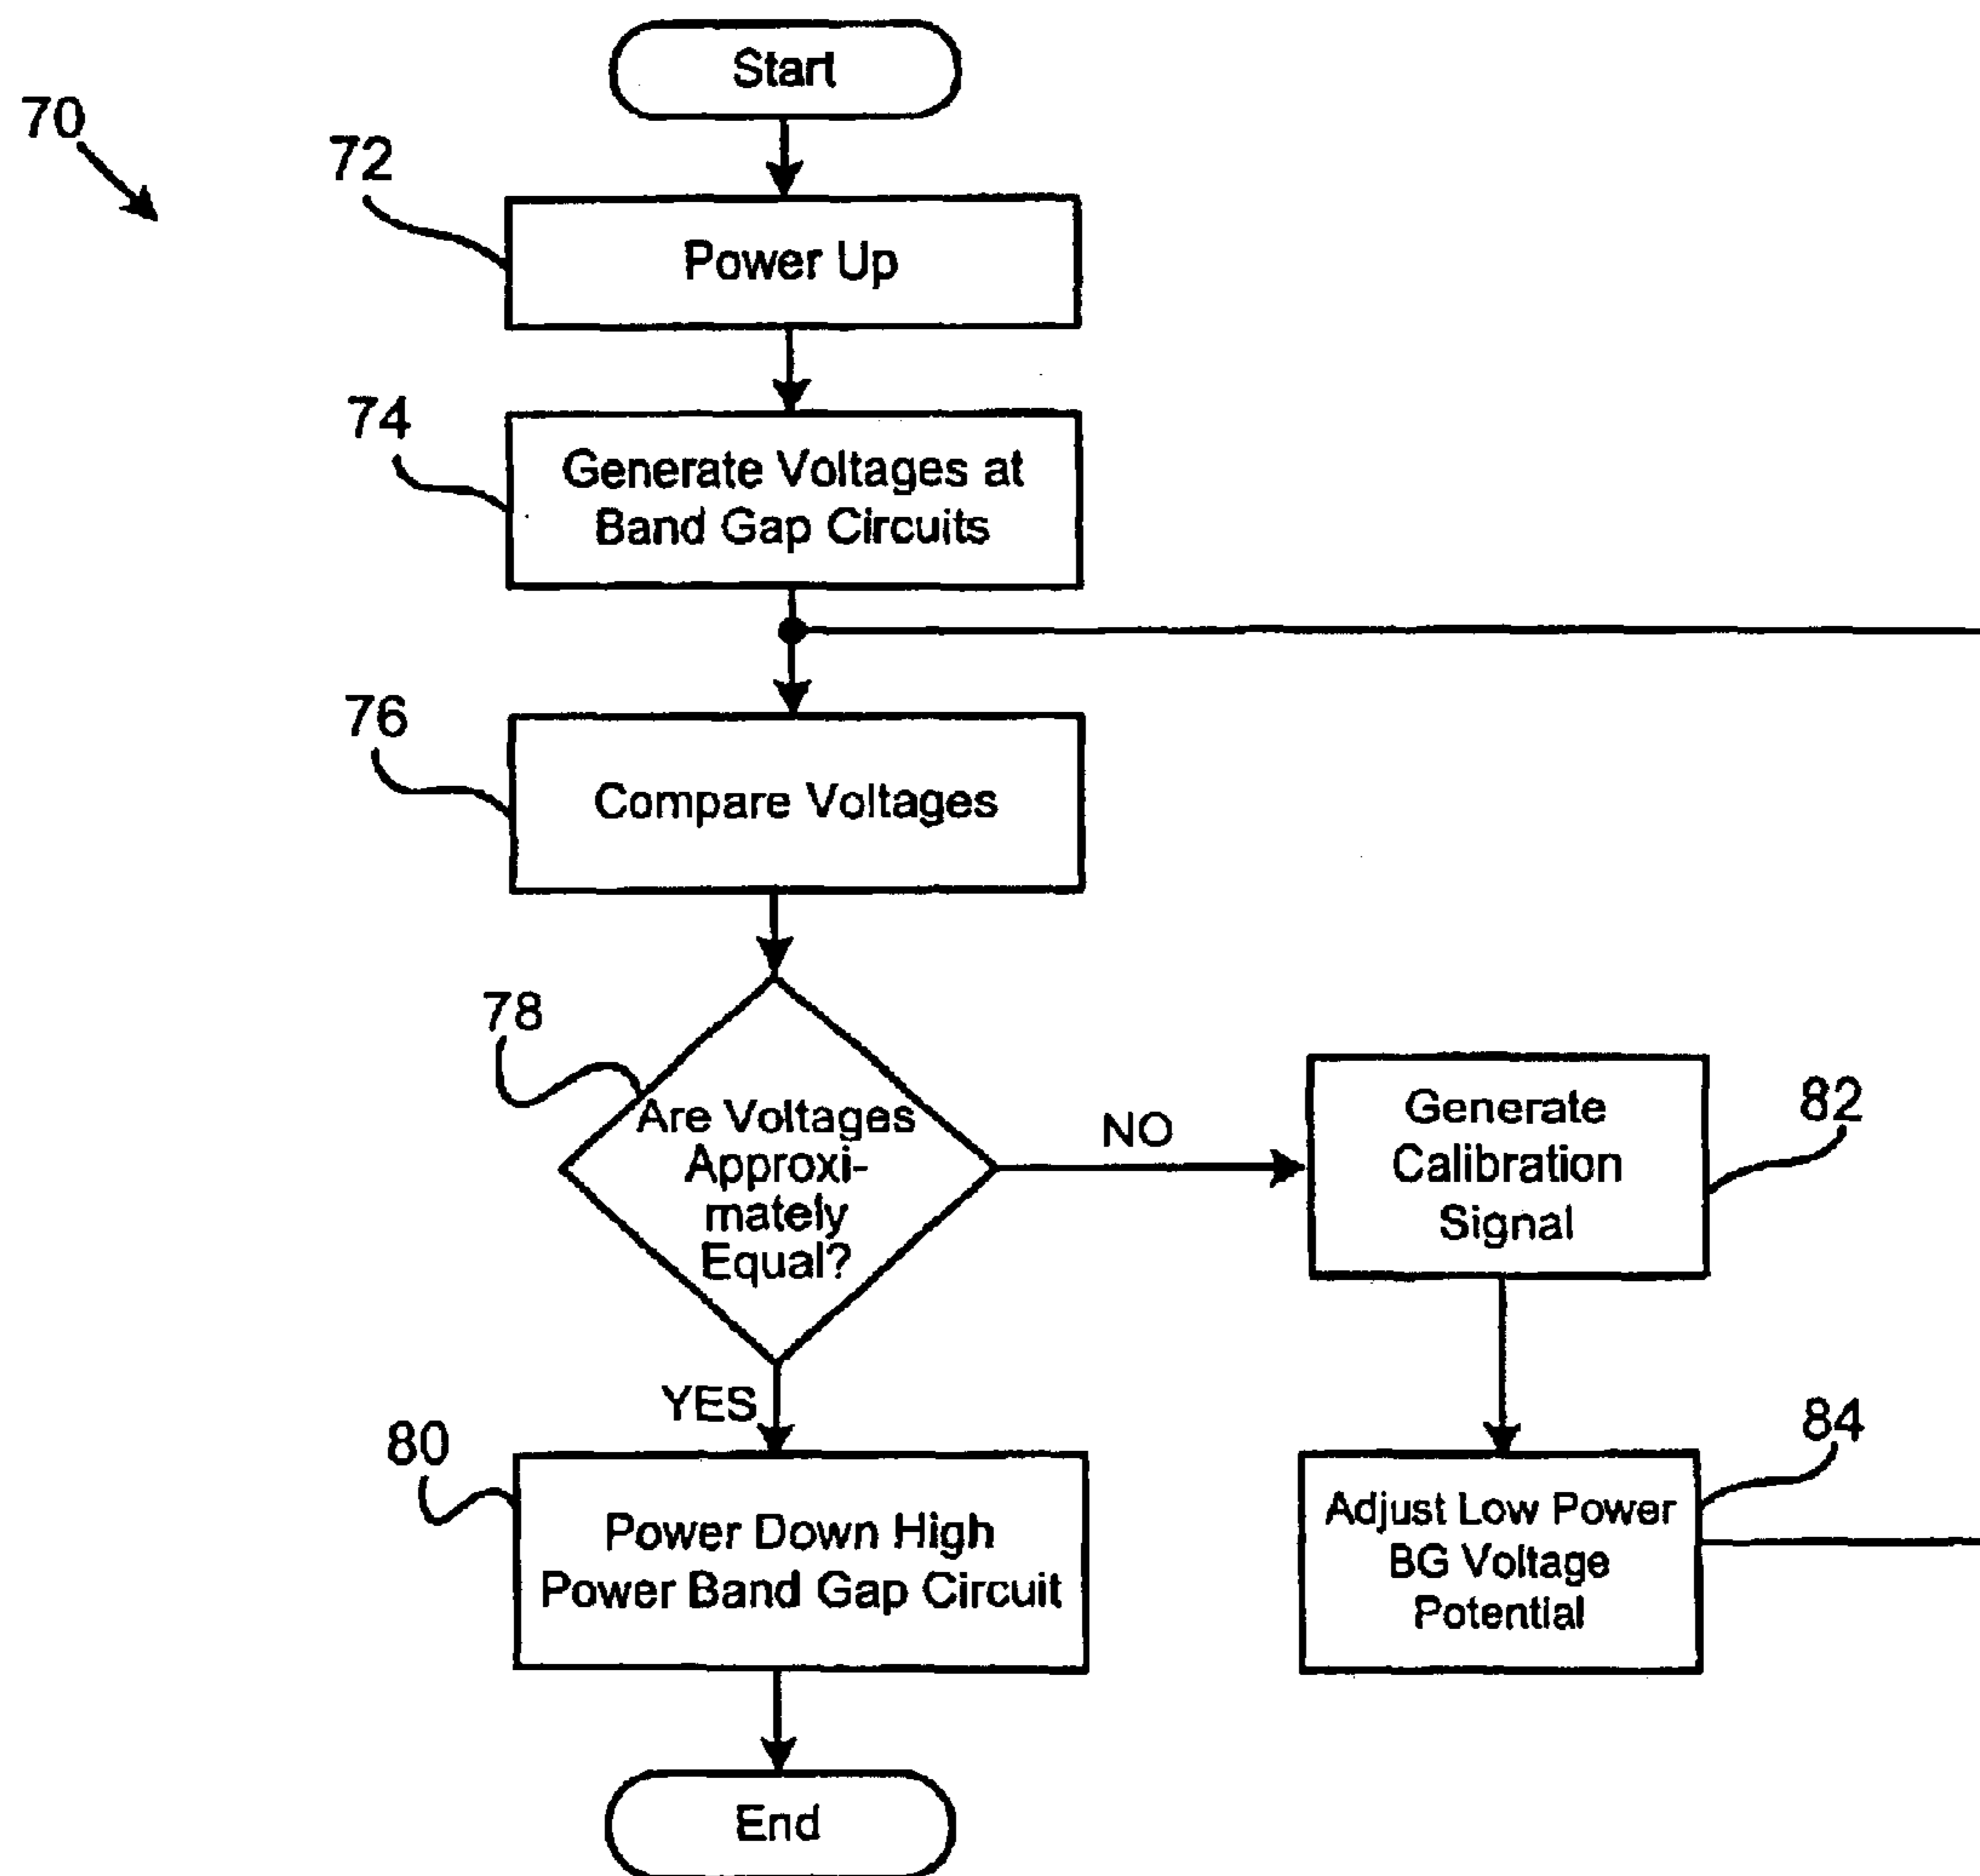 Start
70
72
Power Up
74
Generate Voltages at
Band Gap Circuits
76
Compare Voltages
78
Are Voltages
Approxi-
mately
Equal?
NO
Generate
Calibration
Signal
82
YES
80
Power Down High
Power Band Gap Circuit
84
Adjust Low Power
BG Voltage
Potential
End